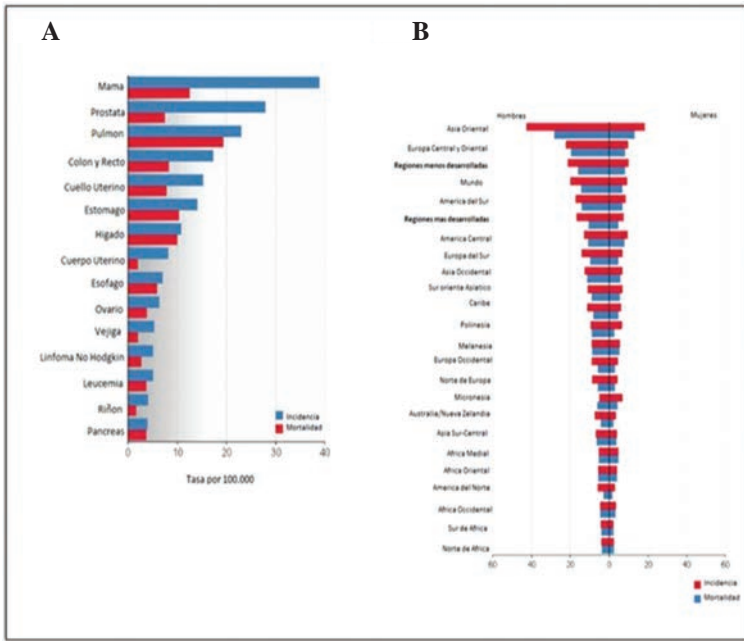 A
Mama
Prostata
Pulmon
Colon y Recto
Cuello Uterino
Estomago
Higado
Cuerpo Uterino
Esofago
Ovario
Vejiga
Linfoma No Hodgkin
Leucemia
Riñon
Pancreas
Incidencia
Mortalidad
0 10 20 30 40
Tasa por 100.000
B
Hombres Mujeres
Asia Oriental
Europa Central y Oriental
Regiones menos desarrolladas
Mundo
America del Sur
Regiones mas desarrolladas
America Central
Europa del Sur
Asia Occidental
Sur oriente Asiatico
Caribe
Polinesia
Melanesia
Europa Occidental
Norte de Europa
Micronesia
Australia/Nueva Zelandia
Asia Sur-Central
Africa Medial
Africa Oriental
America del Norte
Africa Occidental
Sur de Africa
Norte de Africa
60 40 20 0 20 40 60
Incidencia
Mortalidad